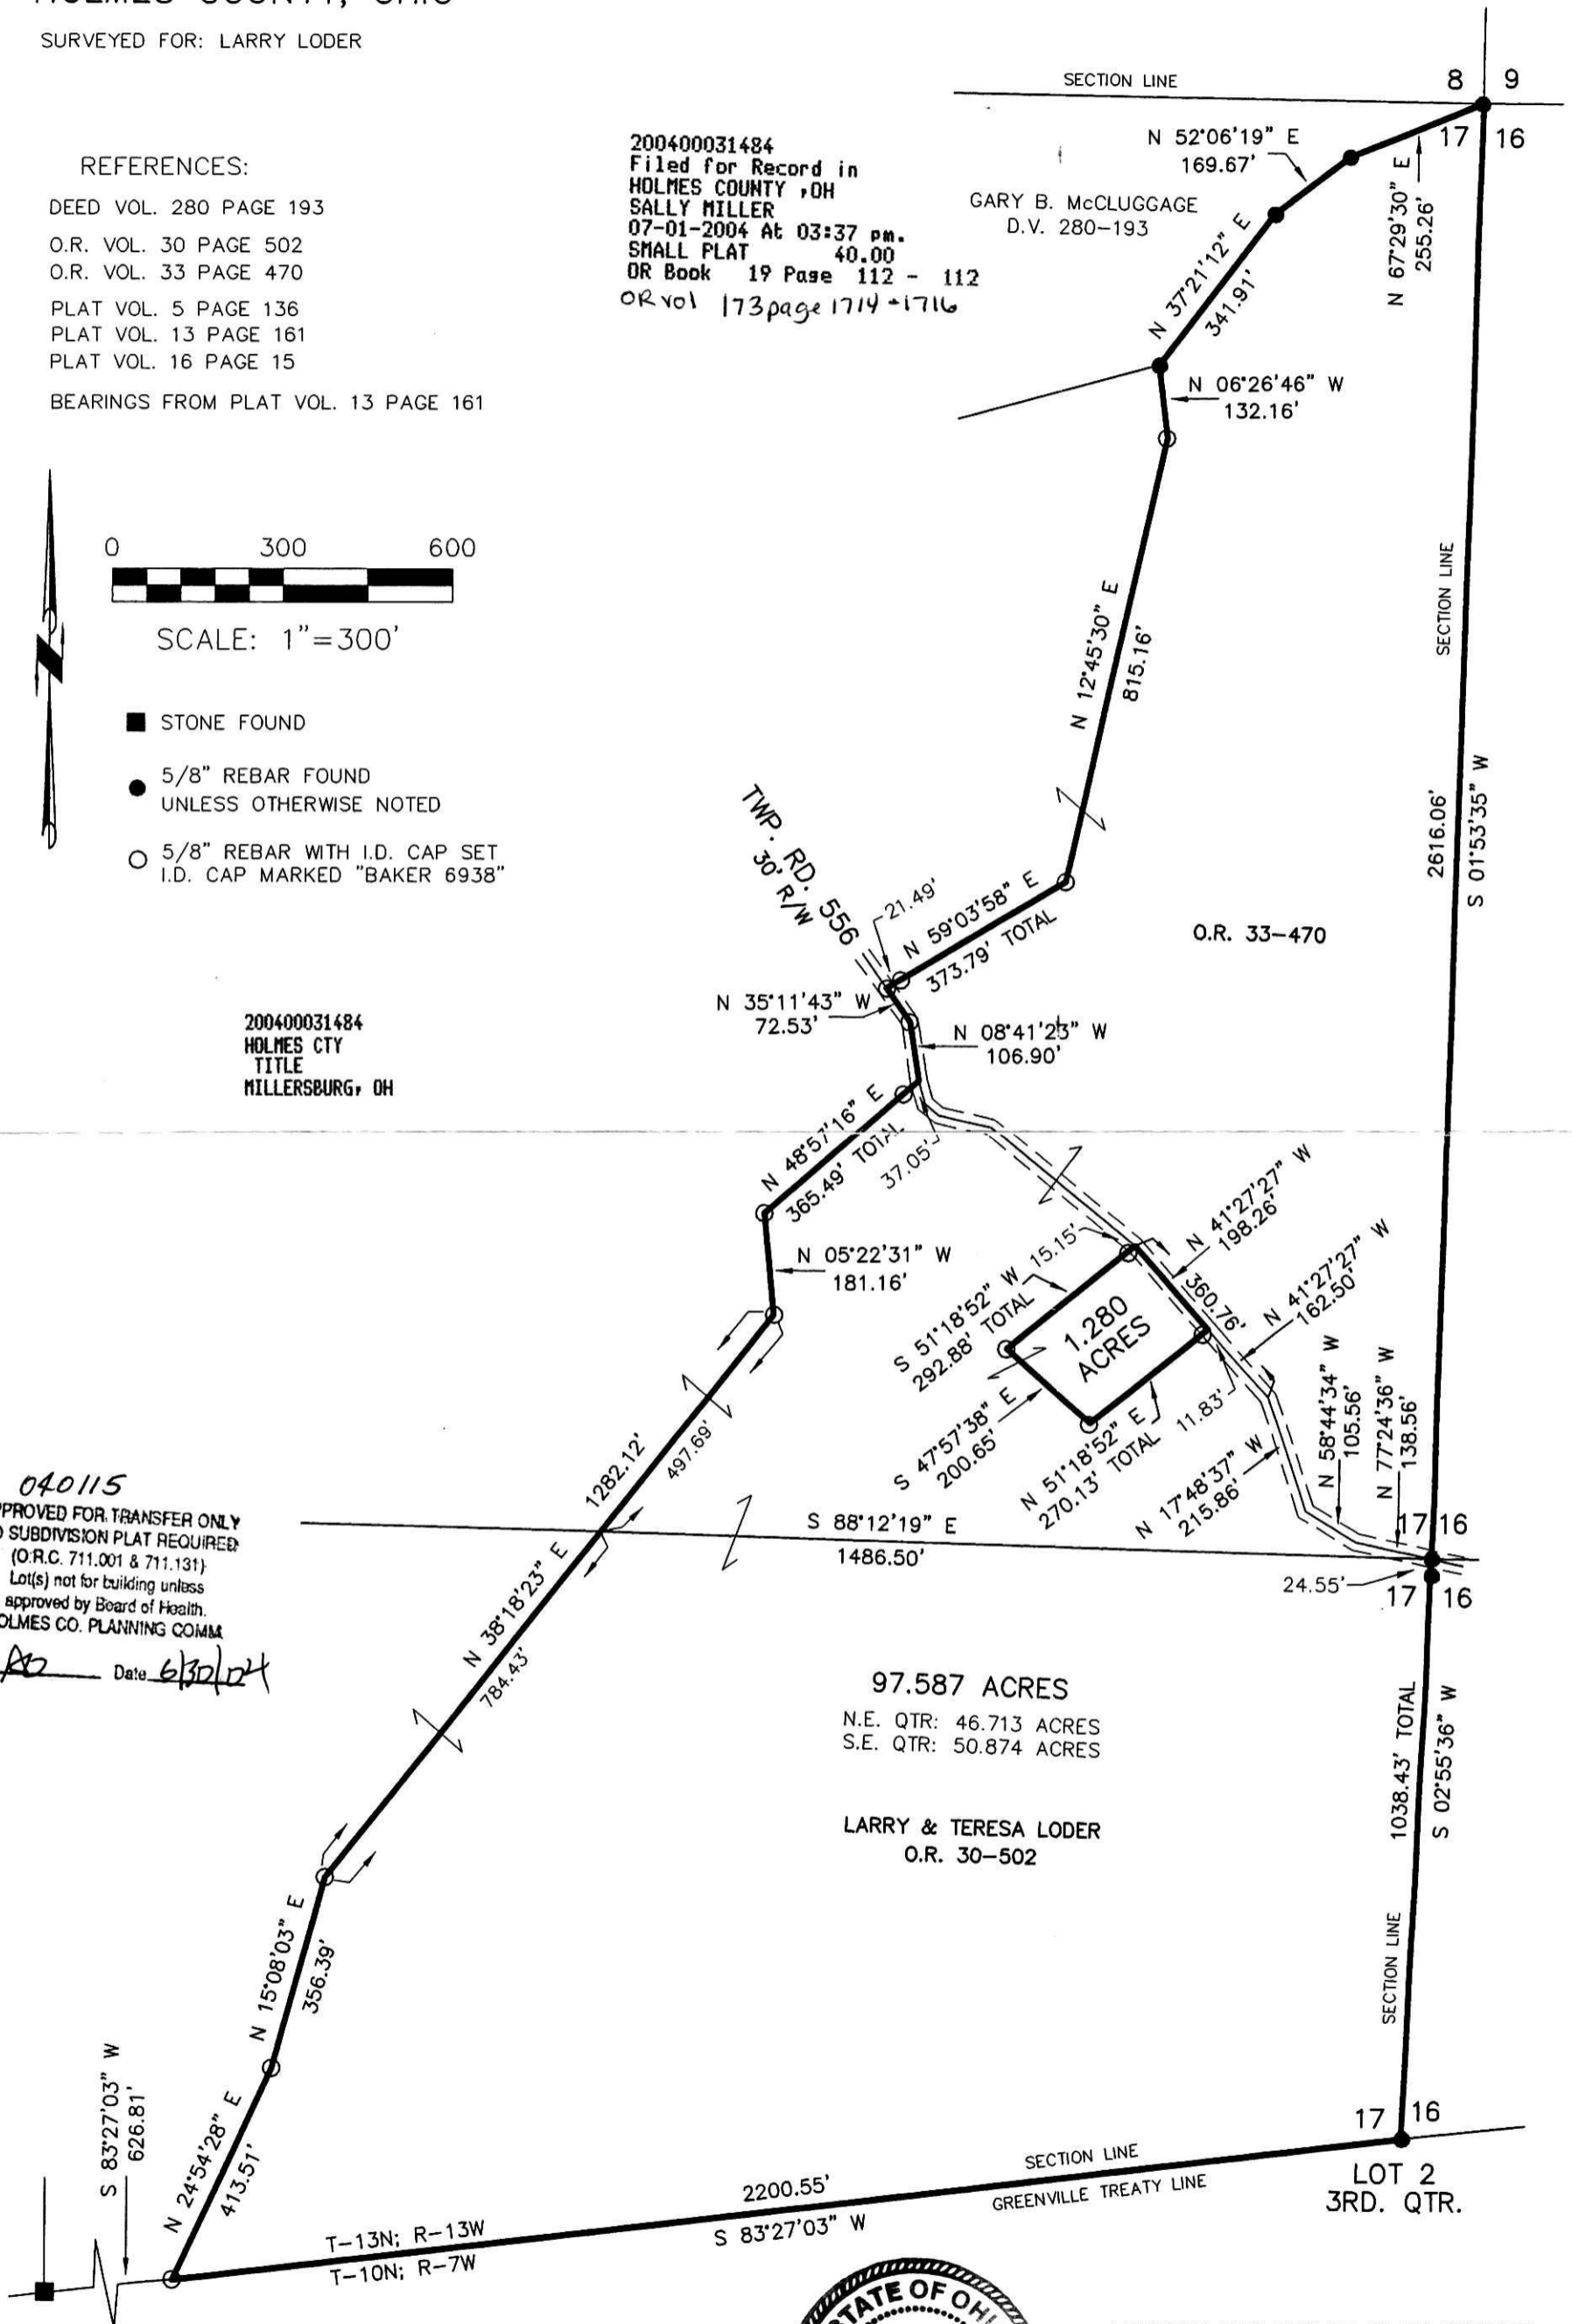 HOLMES COUNTY, OHIO
SURVEYED FOR: LARRY LODER
REFERENCES:
DEED VOL. 280 PAGE 193
O.R. VOL. 30 PAGE 502
O.R. VOL. 33 PAGE 470
PLAT VOL. 5 PAGE 136
PLAT VOL. 13 PAGE 161
PLAT VOL. 16 PAGE 15
BEARINGS FROM PLAT VOL. 13 PAGE 161
200400031484
Filed for Record in
HOLMES COUNTY ,OH
SALLY MILLER
07-01-2004 At 03:37 pm.
SMALL PLAT 40.00
OR Book 19 Page 112 - 112
OR vol 173 page 1714-1716
SECTION LINE
8 9
17 16
N 52°06'19" E
169.67'
GARY B. McCLUGGAGE
D.V. 280-193
N 67°29'30" E
255.26'
N 37°21'12" E
341.91'
N 06°26'46" W
132.16'
0 300 600
SCALE: 1"=300'
N
STONE FOUND
5/8" REBAR FOUND
UNLESS OTHERWISE NOTED
5/8" REBAR WITH I.D. CAP SET
I.D. CAP MARKED "BAKER 6938"
N 12°45'30" E
815.16'
SECTION LINE
2616.06'
S 01°53'35" W
TWP. RD. 556
30' R/W
21.49'
N 59°03'58" E
373.79' TOTAL
O.R. 33-470
N 35°11'43" W
72.53'
N 08°41'23" W
106.90'
200400031484
HOLMES CTY
TITLE
MILLERSBURG, OH
N 48°57'16" E
365.49' TOTAL
37.05'
N 05°22'31" W
181.16'
N 41°27'27" W
198.26'
N 41°27'27" W
162.50'
360.76'
15.15'
S 51°18'52" W
292.88' TOTAL
1.280
ACRES
S 47°57'38" E
200.65'
N 51°18'52" E
270.13' TOTAL
11.83'
N 17°48'37" W
215.86'
N 58°44'34" W
105.56'
N 77°24'36" W
138.56'
1282.12'
497.69'
S 88°12'19" E
1486.50'
17 16
24.55'
17 16
040115
PROVED FOR TRANSFER ONLY
SUBDIVISION PLAT REQUIRED
(O.R.C. 711.001 & 711.131)
Lot(s) not for building unless
approved by Board of Health.
OLMES CO. PLANNING COMM
Date 6/30/04
N 38°18'23" E
784.43'
97.587 ACRES
N.E. QTR: 46.713 ACRES
S.E. QTR: 50.874 ACRES
LARRY & TERESA LODER
O.R. 30-502
1038.43' TOTAL
S 02°55'36" W
SECTION LINE
N 15°08'03" E
356.39'
S 83°27'03" W
626.81'
N 24°54'28" E
413.51'
17 16
SECTION LINE
GREENVILLE TREATY LINE
2200.55'
S 83°27'03" W
T-13N; R-13W
T-10N; R-7W
LOT 2
3RD. QTR.
STATE OF OHI